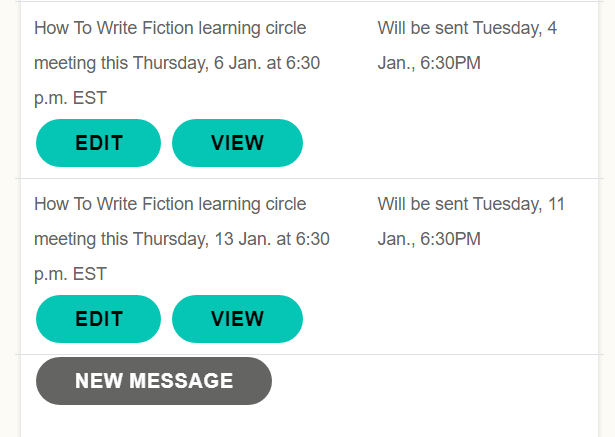 How To Write Fiction learning circle
meeting this Thursday, 6 Jan. at 6:30
p.m. EST
Will be sent Tuesday, 4
Jan., 6:30PM
EDIT
VIEW
How To Write Fiction learning circle
meeting this Thursday, 13 Jan. at 6:30
p.m. EST
Will be sent Tuesday, 11
Jan., 6:30PM
EDIT
VIEW
NEW MESSAGE